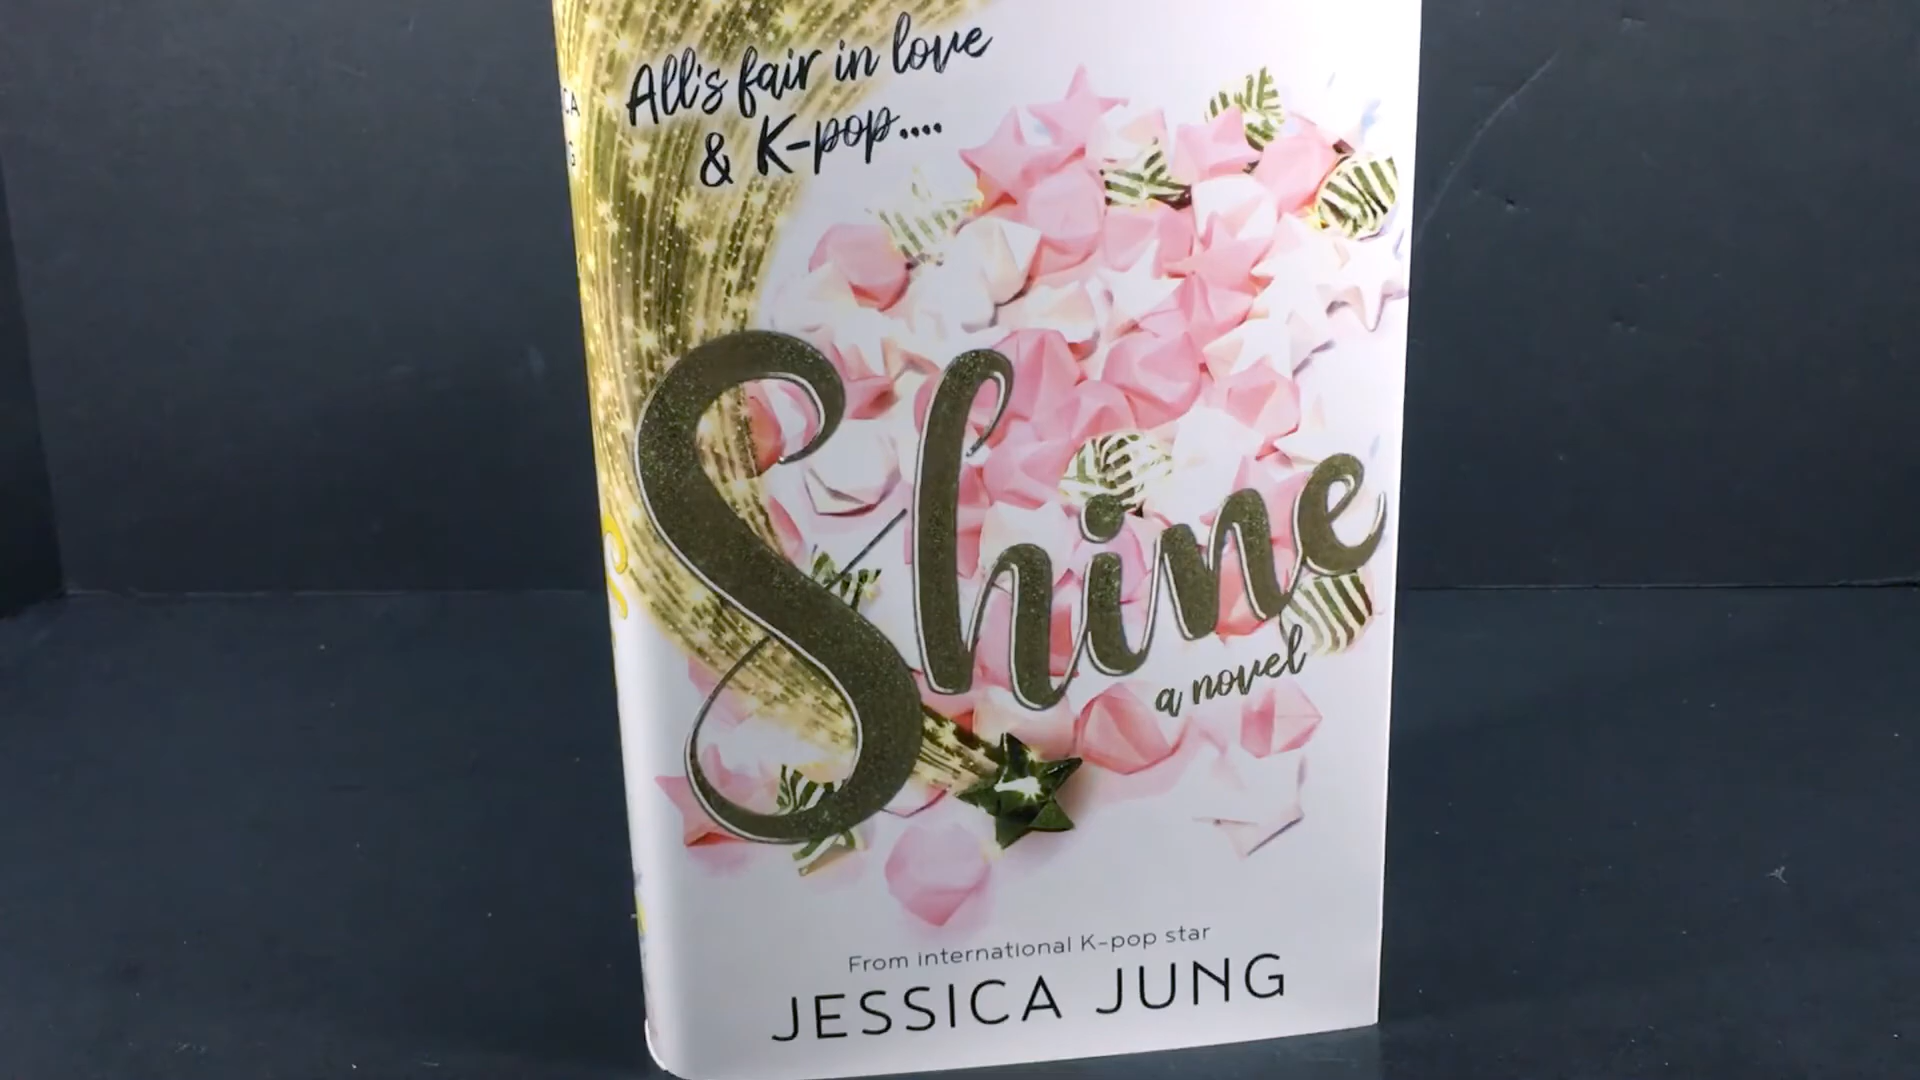 All's fair in love
& K-pop....
Shine
a novel
From international K-pop star
JESSICA JUNG